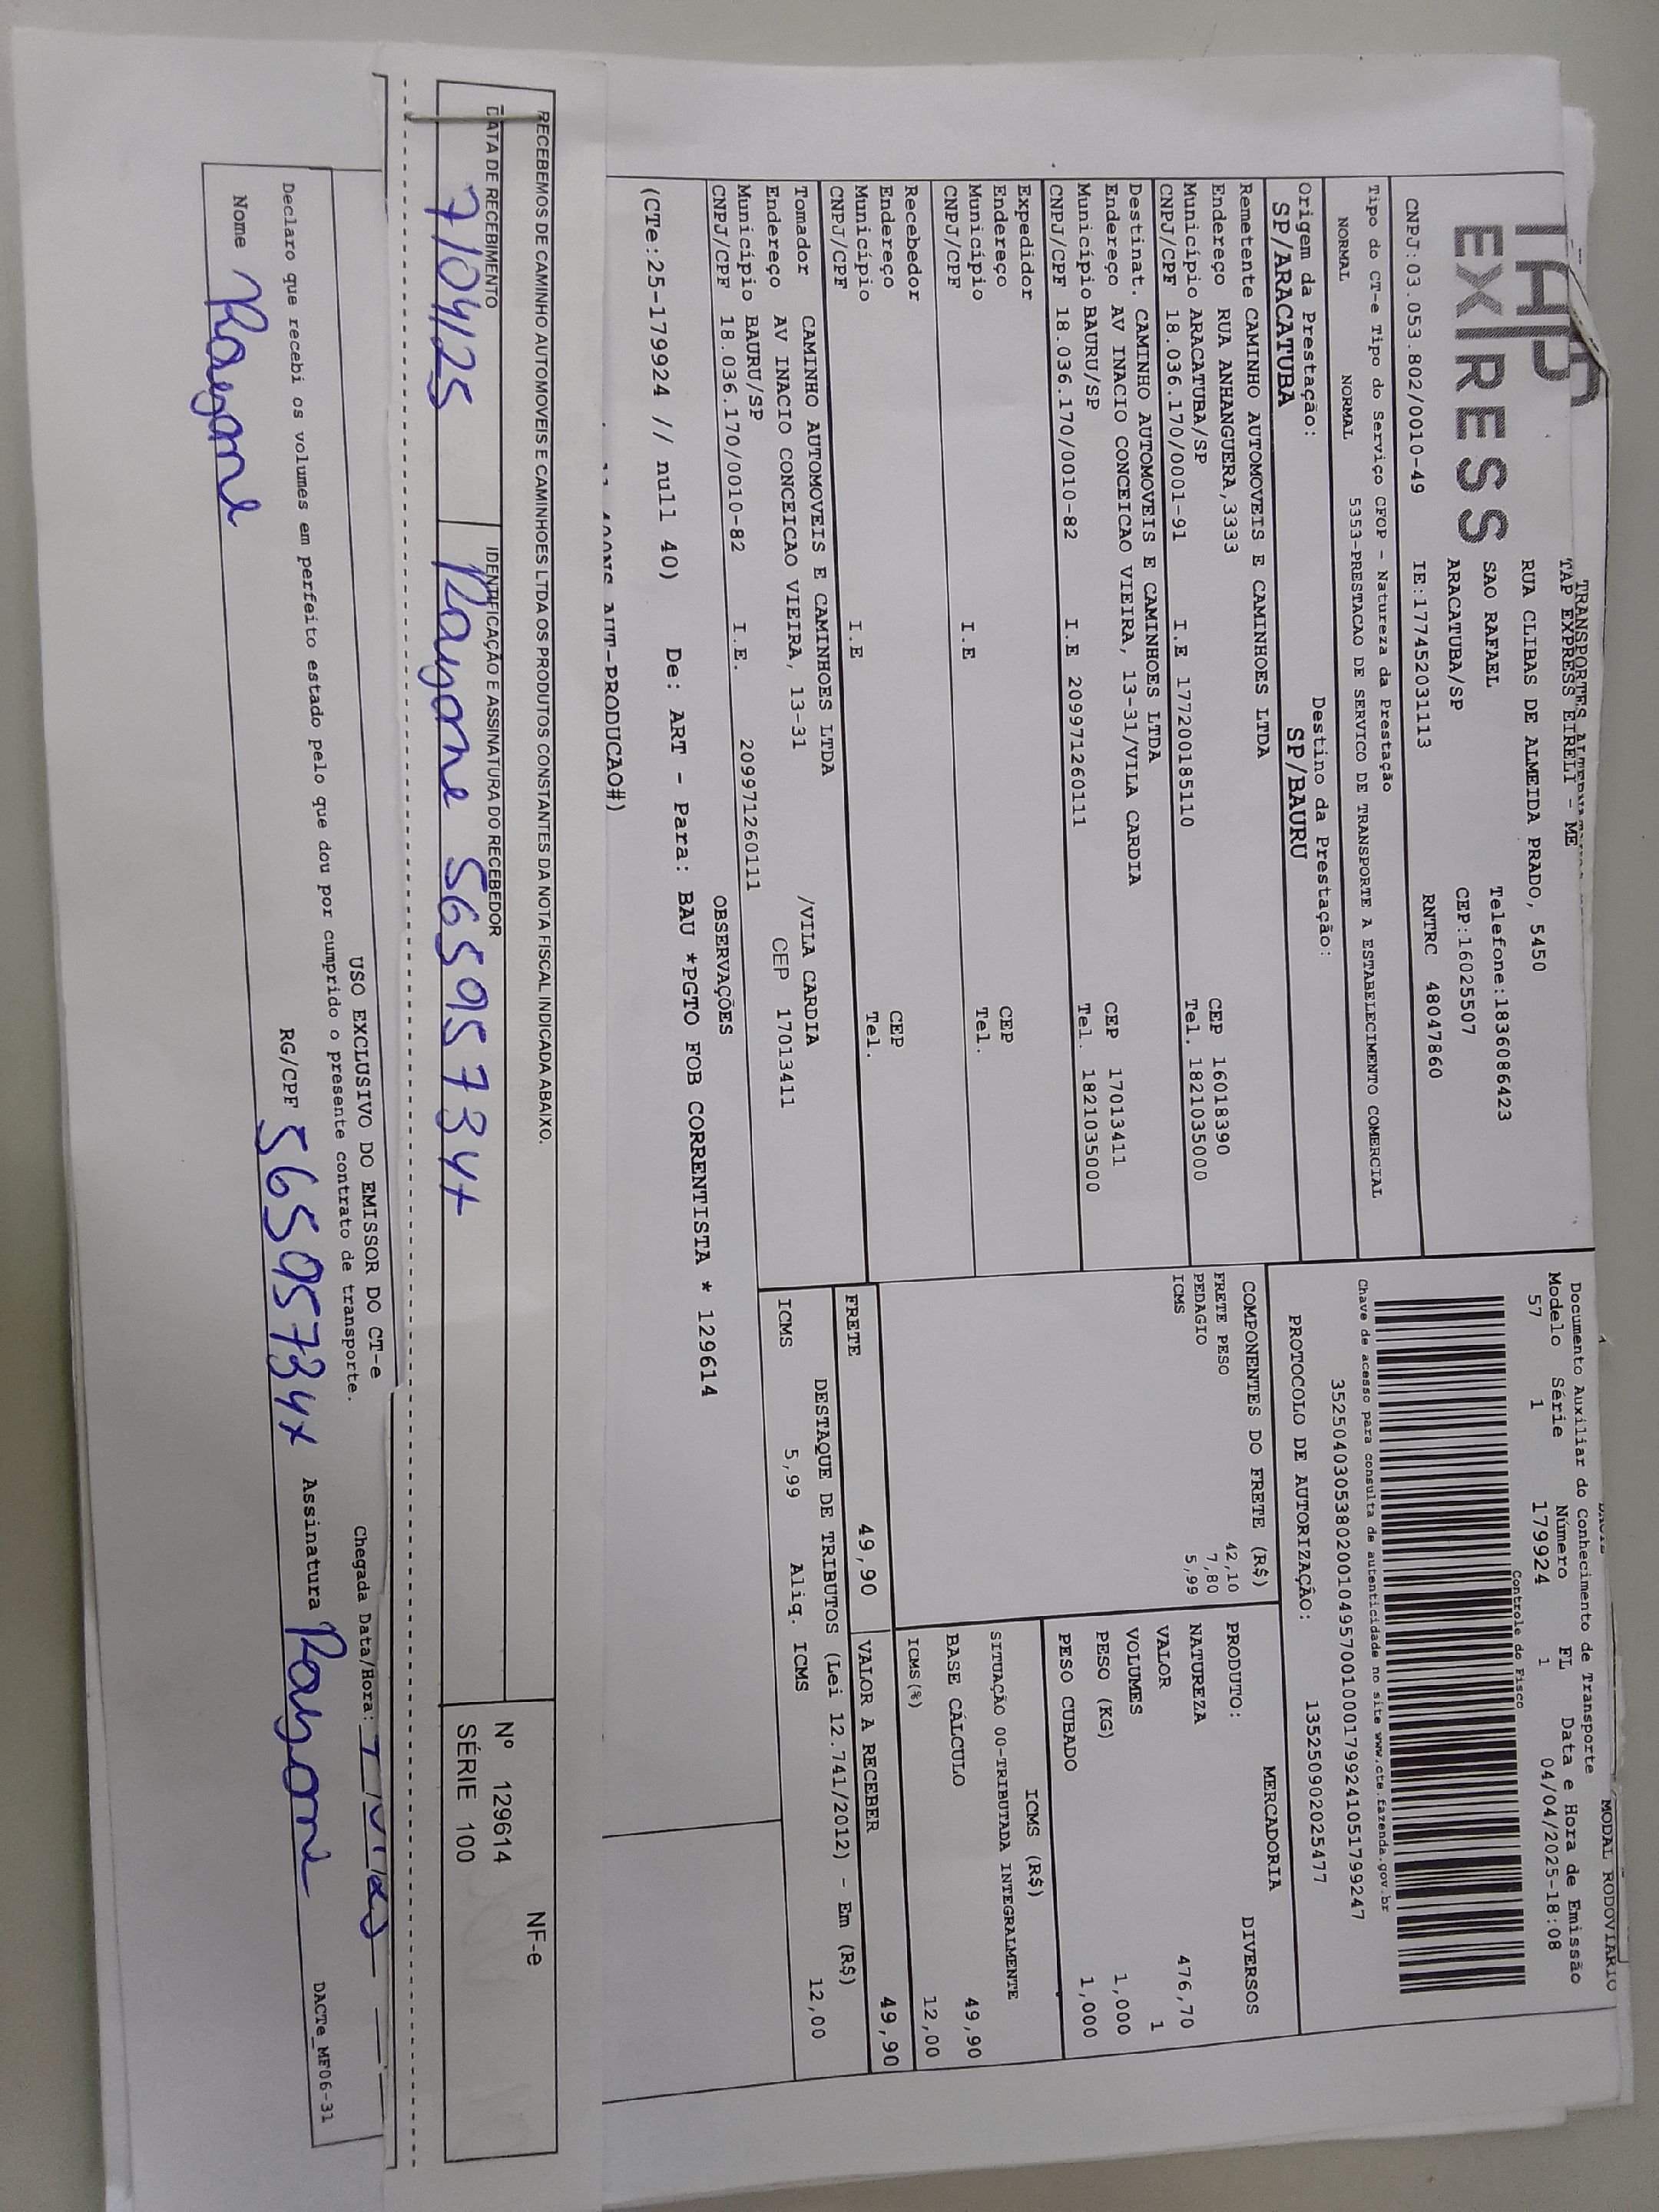 TAP
EXPRESS
TAP EXPRESS EIRELI - ME
RUA CLIBAS DE ALMEIDA PRADO, 5450
SAO RAFAEL Telefone:1836086423
ARACATUBA/SP CEP:16025507
CNPJ:03.053.802/0010-49 IE:177452031113 RNTRC 48047860
MODAL RODOVIARIO
Documento Auxiliar do Conhecimento de Transporte
Modelo Série Número FL Data e Hora de Emissão
57 1 179924 1 04/04/2025-18:08
Controle do Fisco
Chave de acesso para consulta de autenticidade no site www.cte.fazenda.gov.br
35250403053802001049570010001799241051799247
Tipo do CT-e Tipo do Serviço CFOP - Natureza da Prestação
NORMAL NORMAL 5353-PRESTACAO DE SERVICO DE TRANSPORTE A ESTABELECIMENTO COMERCIAL
PROTOCOLO DE AUTORIZAÇÃO: 135250902025477
Origem da Prestação: Destino da Prestação:
SP/ARACATUBA SP/BAURU
Remetente CAMINHO AUTOMOVEIS E CAMINHOES LTDA
Endereço RUA ANHANGUERA,3333 CEP 16018390
Município ARACATUBA/SP Tel. 1821035000
CNPJ/CPF 18.036.170/0001-91 I.E 177200185110
Destinat. CAMINHO AUTOMOVEIS E CAMINHOES LTDA
Endereço AV INACIO CONCEICAO VIEIRA, 13-31/VILA CARDIA CEP 17013411
Município BAURU/SP Tel. 1821035000
CNPJ/CPF 18.036.170/0010-82 I.E 209971260111
Expedidor
Endereço CEP
Município Tel.
CNPJ/CPF I.E
Recebedor
Endereço CEP
Município Tel.
CNPJ/CPF I.E
Tomador CAMINHO AUTOMOVEIS E CAMINHOES LTDA
Endereço AV INACIO CONCEICAO VIEIRA, 13-31 /VILA CARDIA
Município BAURU/SP CEP 17013411
CNPJ/CPF 18.036.170/0010-82 I.E. 209971260111
COMPONENTES DO FRETE (R$)
FRETE PESO 42,10
PEDAGIO 7,80
ICMS 5,99
MERCADORIA
PRODUTO: DIVERSOS
NATUREZA
VALOR 476,70
VOLUMES 1
PESO (KG) 1,000
PESO CUBADO 1,000
ICMS (R$)
SITUAÇÃO 00-TRIBUTADA INTEGRALMENTE
BASE CÁLCULO 49,90
ICMS(%) 12,00
FRETE 49,90 VALOR A RECEBER 49,90
DESTAQUE DE TRIBUTOS (Lei 12.741/2012) - Em (R$)
ICMS 5,99 Aliq. ICMS 12,00
OBSERVAÇÕES
(CTe:25-179924 // null 40) De: ART - Para: BAU *PGTO FOB CORRENTISTA * 129614
AUT-PRODUCAO#)
RECEBEMOS DE CAMINHO AUTOMOVEIS E CAMINHOES LTDA OS PRODUTOS CONSTANTES DA NOTA FISCAL INDICADA ABAIXO.
DATA DE RECEBIMENTO IDENTIFICAÇÃO E ASSINATURA DO RECEBEDOR
7/04/25 Rayane 56595734x
NF-e
Nº 129614
SÉRIE 100
USO EXCLUSIVO DO EMISSOR DO CT-e
Declaro que recebi os volumes em perfeito estado pelo que dou por cumprido o presente contrato de transporte.
Chegada Data/Hora:
Nome Rayane RG/CPF 56595734x Assinatura Rayane
DACTe_MF06-31